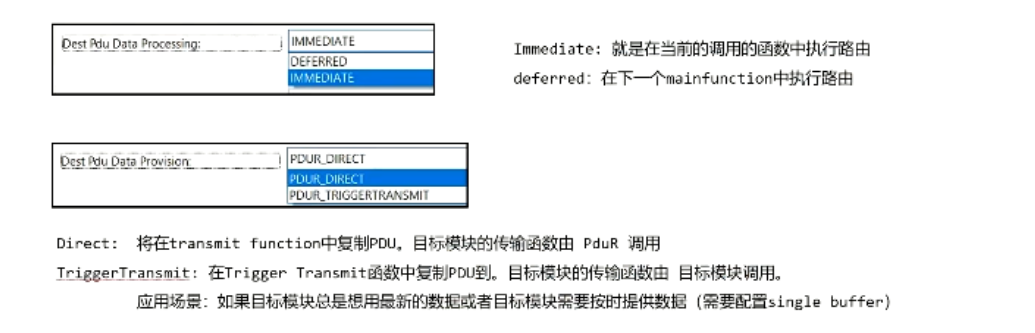 Dest Pdu Data Processing:
IMMEDIATE
DEFERRED
IMMEDIATE
Immediate: 就是在当前的调用的函数中执行路由
deferred: 在下一个mainfunction中执行路由
Dest Pdu Data Provision:
PDUR_DIRECT
PDUR_DIRECT
PDUR_TRIGGERTRANSMIT
Direct: 将在transmit function中复制PDU。目标模块的传输函数由 PduR 调用
TriggerTransmit: 在Trigger Transmit函数中复制PDU到。目标模块的传输函数由 目标模块调用。
应用场景: 如果目标模块总是想用最新的数据或者目标模块需要按时提供数据 (需要配置single buffer)